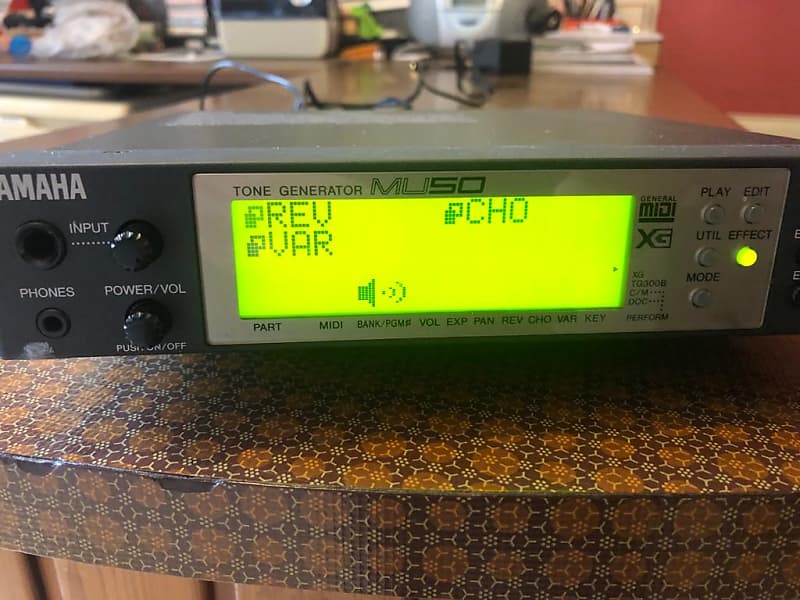 YAMAHA
TONE GENERATOR MU50
INPUT
PHONES
POWER/VOL
PUSH ON/OFF
REV CHO
VAR
PART MIDI BANK/PGM# VOL EXP PAN REV CHO VAR KEY
GENERAL
MIDI
XG
XG
TG300B
C/M
DOC
PERFORM
PLAY EDIT
UTIL EFFECT
MODE